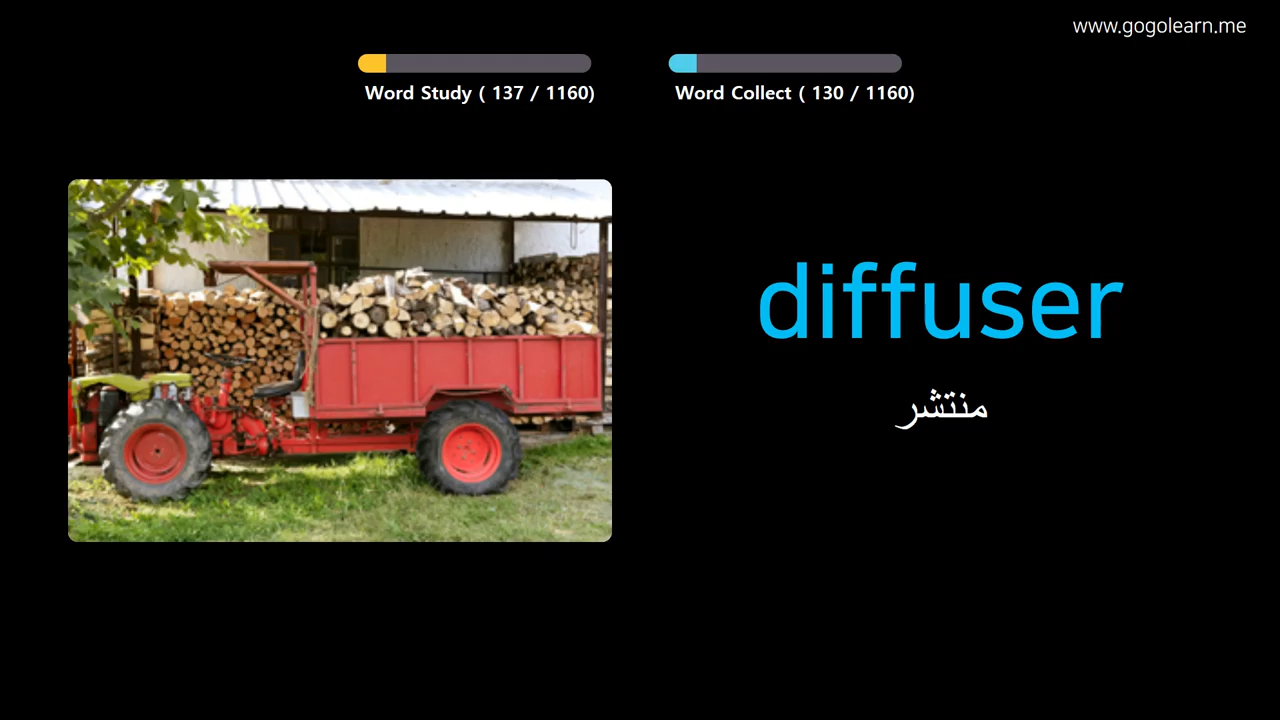 www.gogolearn.me
Word Study ( 137 / 1160)
Word Collect ( 130 / 1160)
diffuser
منتشر